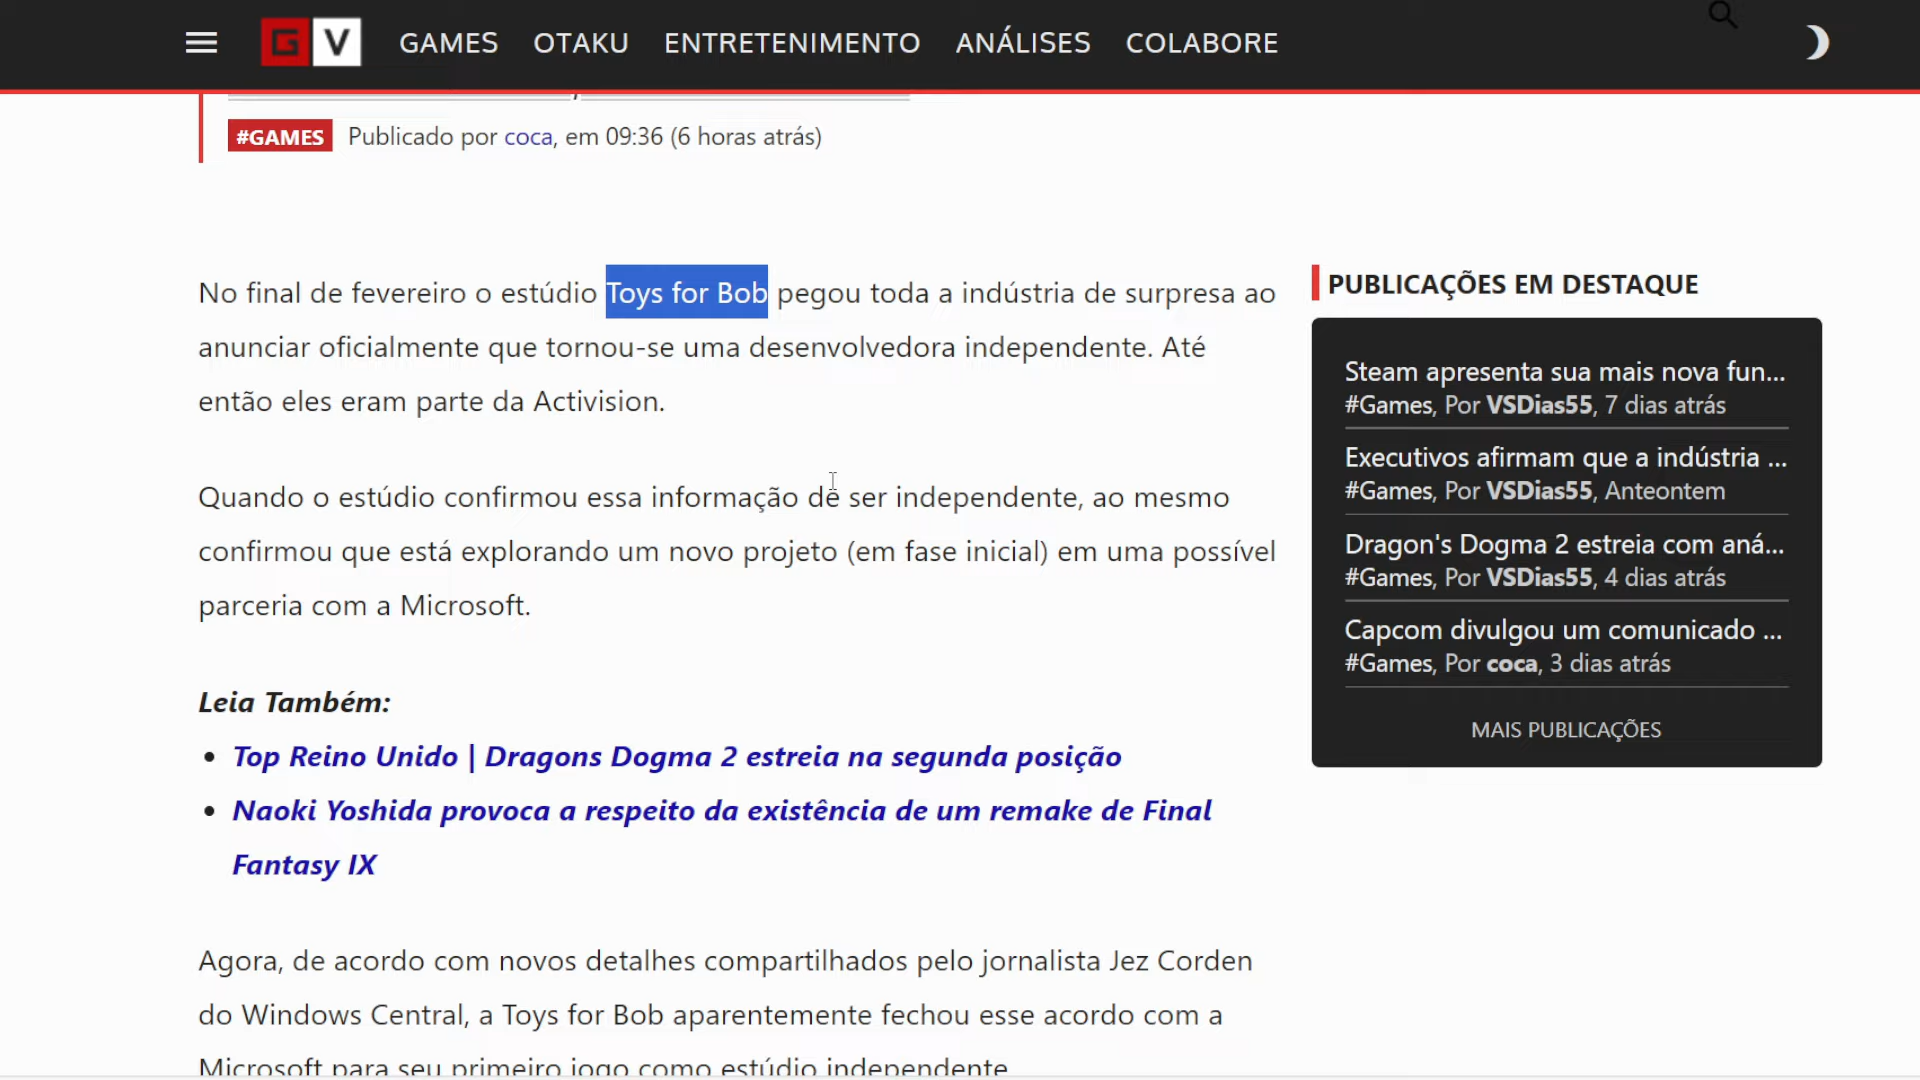 GV GAMES OTAKU ENTRETENIMENTO ANÁLISES COLABORE
#GAMES Publicado por coca, em 09:36 (6 horas atrás)
No final de fevereiro o estúdio Toys for Bob pegou toda a indústria de surpresa ao
anunciar oficialmente que tornou-se uma desenvolvedora independente. Até
então eles eram parte da Activision.
Quando o estúdio confirmou essa informação de ser independente, ao mesmo
confirmou que está explorando um novo projeto (em fase inicial) em uma possível
parceria com a Microsoft.
Leia Também:
• Top Reino Unido | Dragons Dogma 2 estreia na segunda posição
• Naoki Yoshida provoca a respeito da existência de um remake de Final
Fantasy IX
Agora, de acordo com novos detalhes compartilhados pelo jornalista Jez Corden
do Windows Central, a Toys for Bob aparentemente fechou esse acordo com a
Microsoft para seu primeiro jogo como estúdio independente
PUBLICAÇÕES EM DESTAQUE
Steam apresenta sua mais nova fun...
#Games, Por VSDias55, 7 dias atrás
Executivos afirmam que a indústria ...
#Games, Por VSDias55, Anteontem
Dragon's Dogma 2 estreia com aná...
#Games, Por VSDias55, 4 dias atrás
Capcom divulgou um comunicado ...
#Games, Por coca, 3 dias atrás
MAIS PUBLICAÇÕES